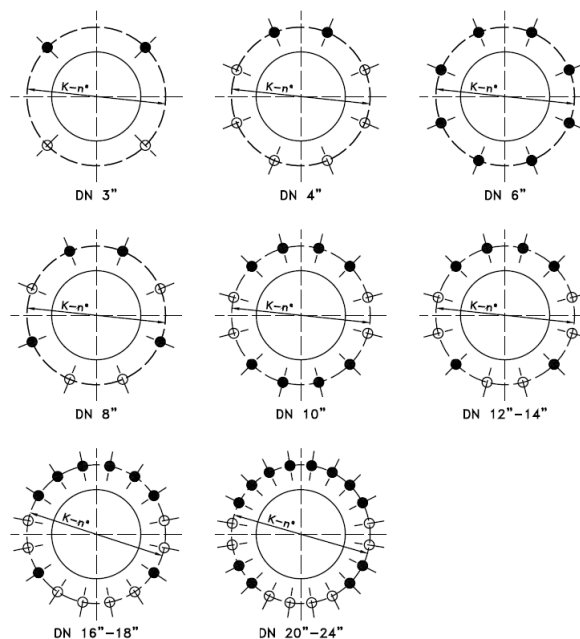 K-n°
K-n°
K-n°
DN 3"
DN 4"
DN 6"
K-n°
K-n°
K-n°
DN 8"
DN 10"
DN 12"-14"
K-n°
K-n°
DN 16"-18"
DN 20"-24"